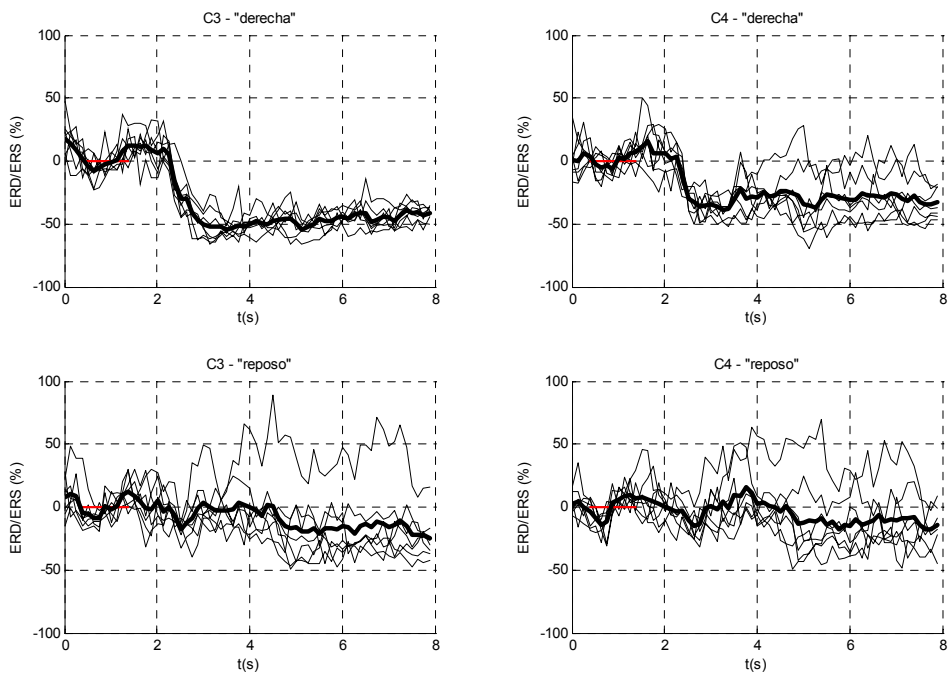 C3 - "derecha"
100
50
0
-50
-100
ERD/ERS (%)
0 2 4 6 8
t(s)
C4 - "derecha"
100
50
0
-50
-100
ERD/ERS (%)
0 2 4 6 8
t(s)
C3 - "reposo"
100
50
0
-50
-100
ERD/ERS (%)
0 2 4 6 8
t(s)
C4 - "reposo"
100
50
0
-50
-100
ERD/ERS (%)
0 2 4 6 8
t(s)